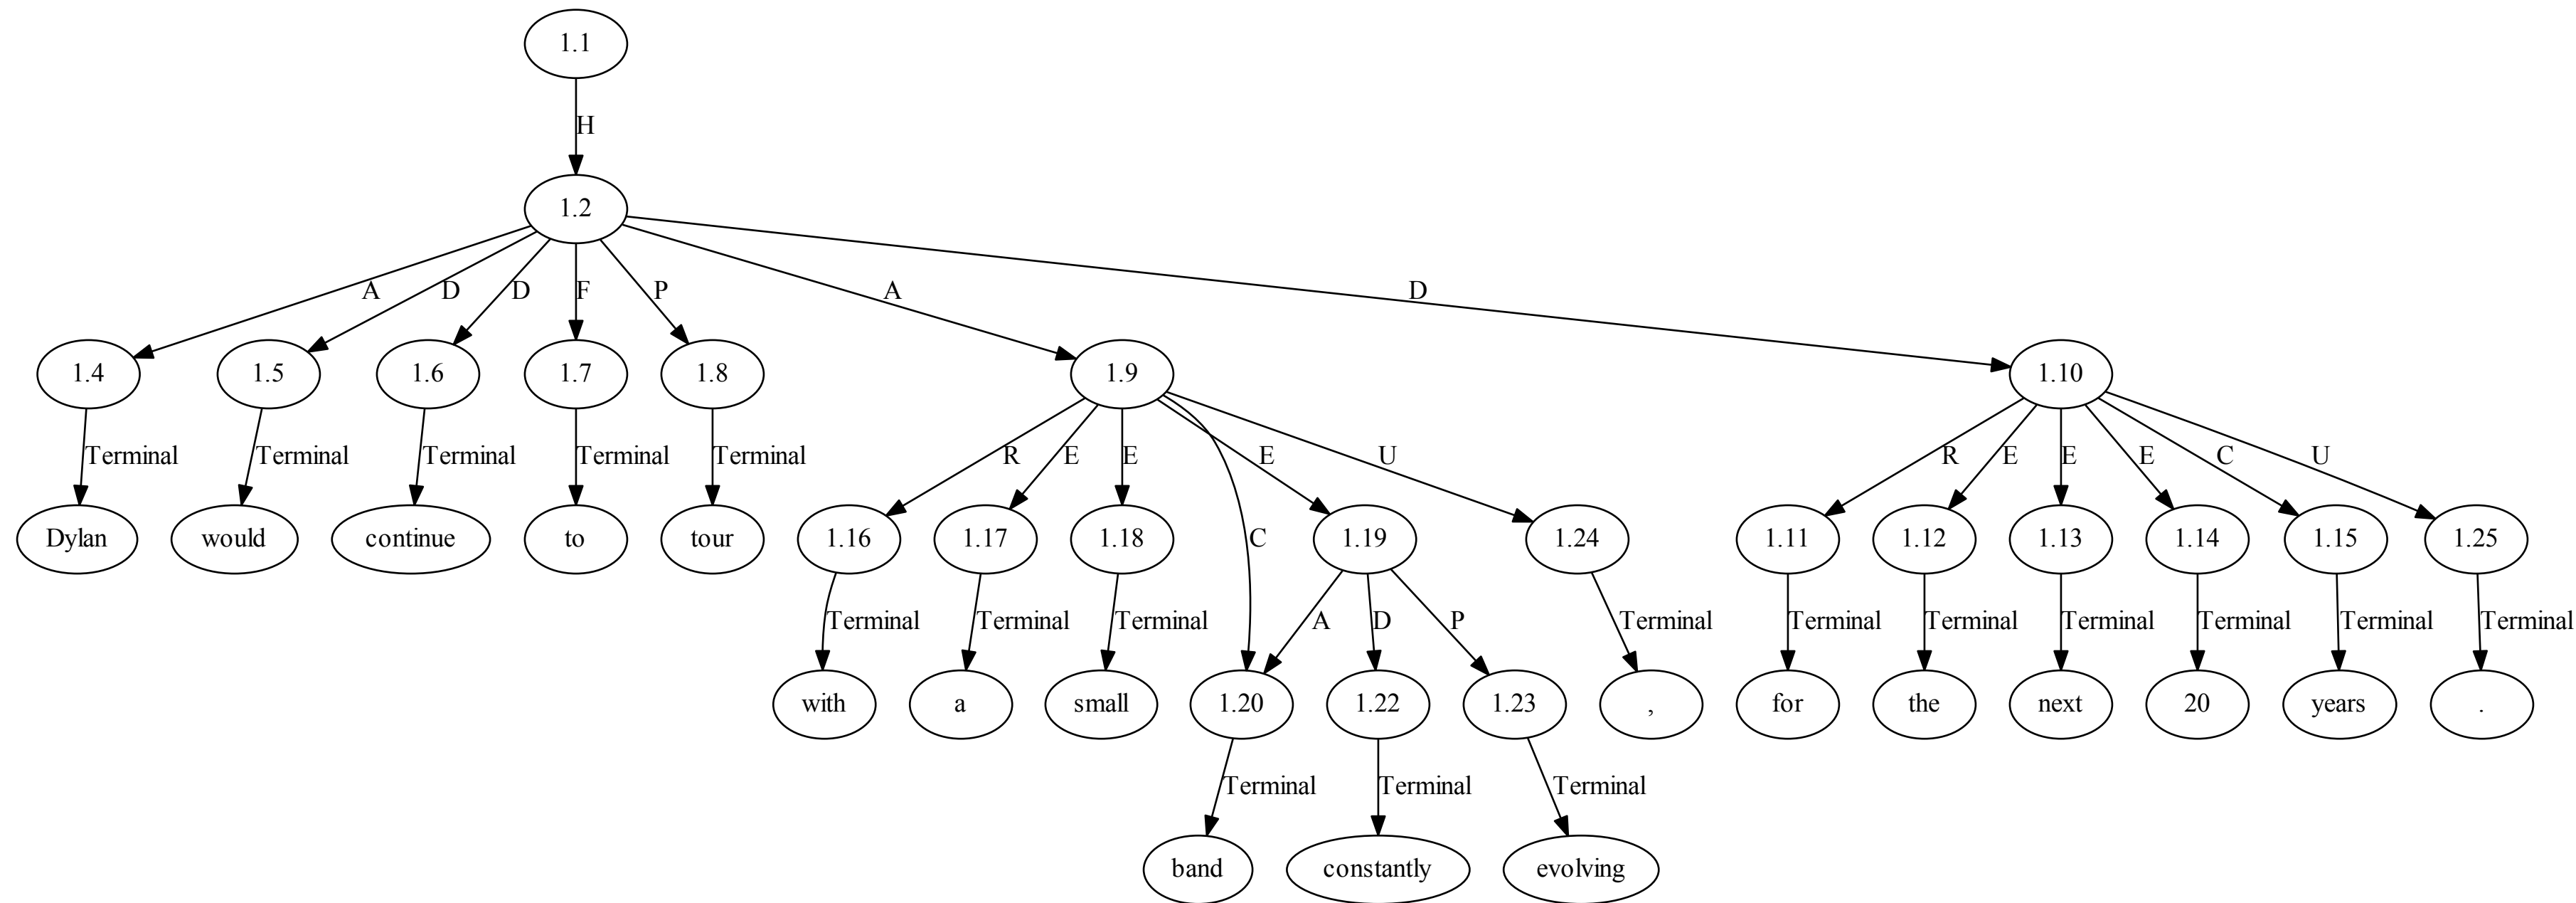 1.1
H
1.2
A D D F P A D
1.4 1.5 1.6 1.7 1.8 1.9 1.10
Terminal Terminal Terminal Terminal Terminal R E E C E U R E E E C U
Dylan would continue to tour 1.16 1.17 1.18 1.19 1.24 1.11 1.12 1.13 1.14 1.15 1.25
Terminal Terminal Terminal A D P Terminal Terminal Terminal Terminal Terminal Terminal Terminal
with a small 1.20 1.22 1.23 , for the next 20 years .
Terminal Terminal Terminal
band constantly evolving